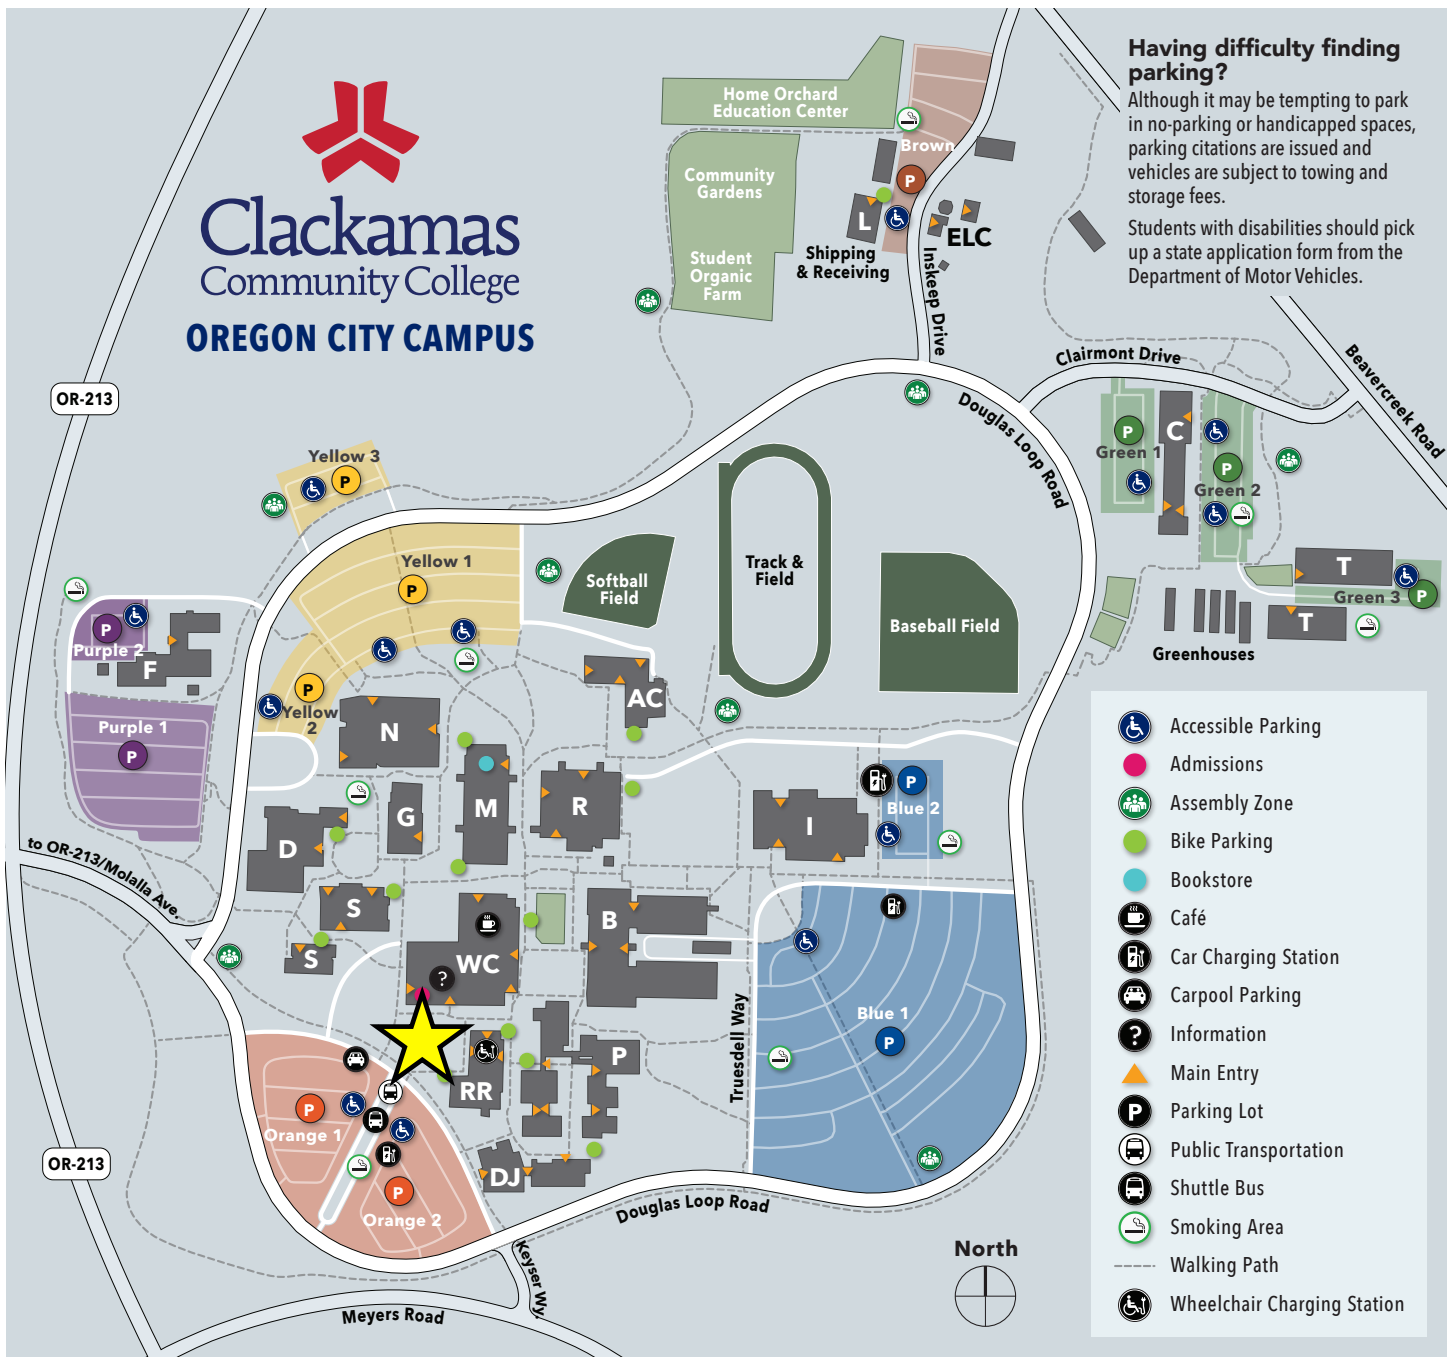 Having difficulty finding
parking?
Although it may be tempting to park
in no-parking or handicapped spaces,
parking citations are issued and
vehicles are subject to towing and
storage fees.
Students with disabilities should pick
up a state application form from the
Department of Motor Vehicles.
Clackamas
Community College
OREGON CITY CAMPUS
Home Orchard
Education Center
Community
Gardens
Student
Organic
Farm
Brown
P
L
ELC
Shipping
& Receiving
Inskeep Drive
Clairmont Drive
Beavercreek Road
Douglas Loop Road
OR-213
Yellow 3
P
Yellow 1
P
Yellow
2
P
P
Green 1
C
P
Green 2
T
Green 3
P
T
Greenhouses
Softball
Field
Track &
Field
Baseball Field
P
Purple 2
F
Purple 1
P
N
AC
M
G
R
D
I
P
Blue 2
to OR-213/Molalla Ave.
S
S
B
WC
?
Blue 1
P
Truesdell Way
P
RR
DJ
P
Orange 1
P
Orange 2
OR-213
Douglas Loop Road
Keyser Wy.
Meyers Road
North
Accessible Parking
Admissions
Assembly Zone
Bike Parking
Bookstore
Café
Car Charging Station
Carpool Parking
? Information
Main Entry
P Parking Lot
Public Transportation
Shuttle Bus
Smoking Area
Walking Path
Wheelchair Charging Station